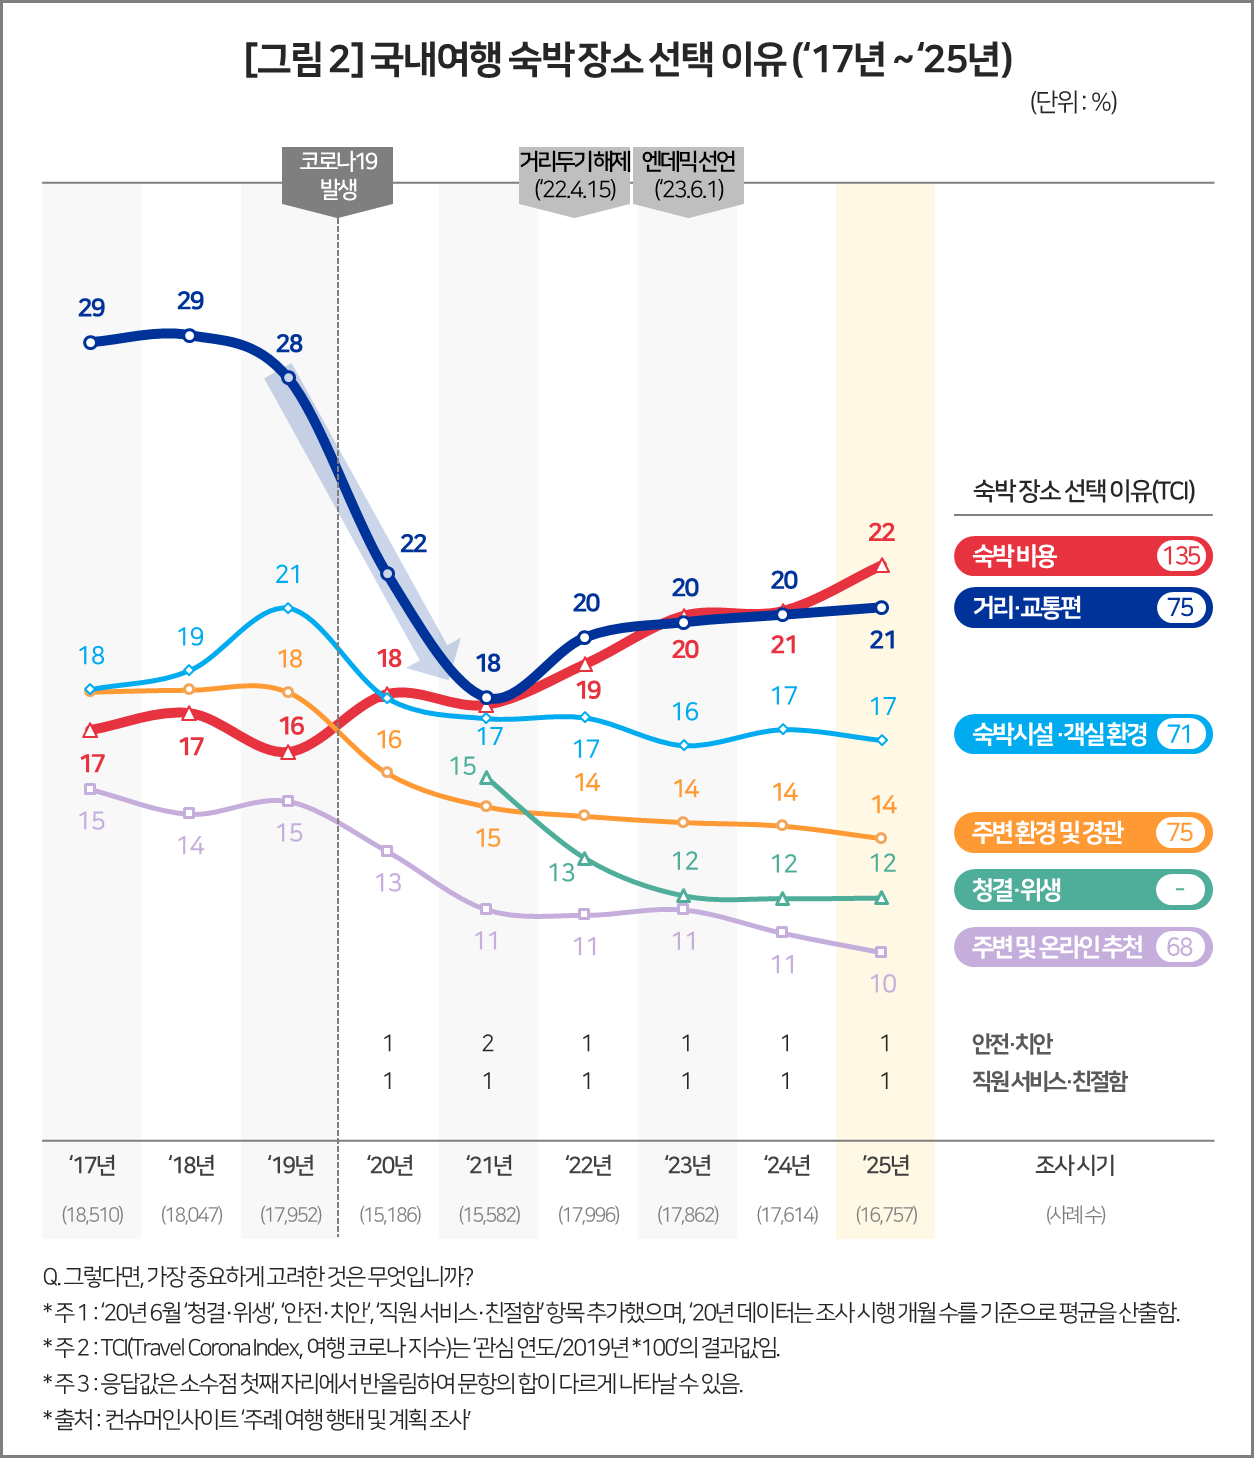 [그림 2] 국내여행 숙박 장소 선택 이유 (‘17년 ~ ‘25년)
(단위 : %)
코로나19
발생
거리두기 해제
(‘22.4.15)
엔데믹 선언
(‘23.6.1)
29 29 28 22 18 20 20 20 21
17 17 16 18 19 20 21 22
18 19 21 17 17 16 17 17
18 16 15 14 14 14 14
15 13 12 12 12
15 14 15 13 11 11 11 11 10
숙박 장소 선택 이유(TCI)
숙박 비용 135
거리·교통편 75
숙박시설·객실 환경 71
주변 환경 및 경관 75
청결·위생 -
주변 및 온라인 추천 68
1 2 1 1 1 1 안전·치안
1 1 1 1 1 1 직원 서비스·친절함
‘17년 ‘18년 ‘19년 ‘20년 ‘21년 ‘22년 ‘23년 ‘24년 ’25년 조사 시기
(18,510) (18,047) (17,952) (15,186) (15,582) (17,996) (17,862) (17,614) (16,757) (사례 수)
Q. 그렇다면, 가장 중요하게 고려한 것은 무엇입니까?
* 주 1 : ‘20년 6월 ‘청결·위생‘, ‘안전·치안’, ‘직원 서비스·친절함’ 항목 추가했으며, ‘20년 데이터는 조사 시행 개월 수를 기준으로 평균을 산출함.
* 주 2 : TCI(Travel Corona Index, 여행 코로나 지수)는 ‘관심 연도/2019년 *100’의 결과값임.
* 주 3 : 응답값은 소수점 첫째 자리에서 반올림하여 문항의 합이 다르게 나타날 수 있음.
* 출처 : 컨슈머인사이트 ‘주례 여행 행태 및 계획 조사’